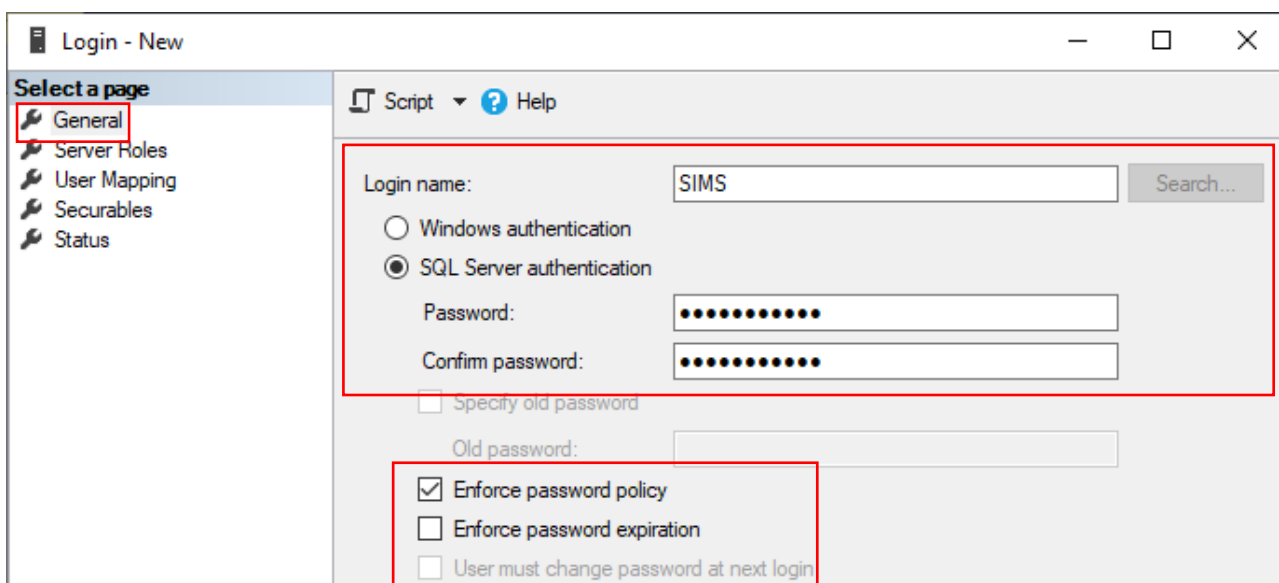 Login - New
Select a page
General
Server Roles
User Mapping
Securables
Status
Script Help
Login name: SIMS Search...
Windows authentication
SQL Server authentication
Password: ●●●●●●●●●●●
Confirm password: ●●●●●●●●●●●
Specify old password
Old password:
Enforce password policy
Enforce password expiration
User must change password at next login